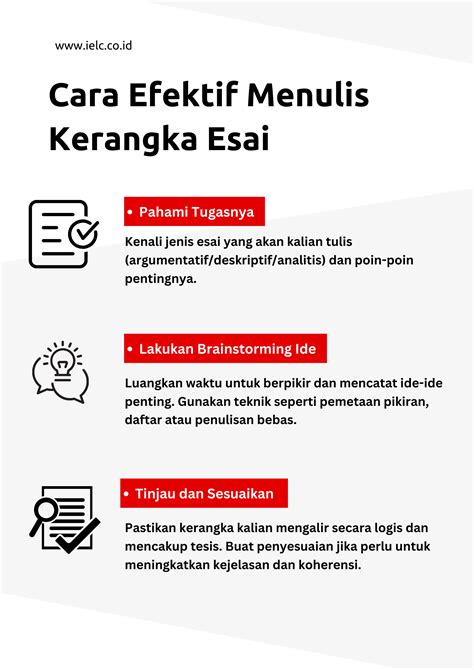 www.ielc.co.id
Cara Efektif Menulis
Kerangka Esai
• Pahami Tugasnya
Kenali jenis esai yang akan kalian tulis
(argumentatif/deskriptif/analitis) dan poin-poin
pentingnya.
• Lakukan Brainstorming Ide
Luangkan waktu untuk berpikir dan mencatat ide-ide
penting. Gunakan teknik seperti pemetaan pikiran,
daftar atau penulisan bebas.
• Tinjau dan Sesuaikan
Pastikan kerangka kalian mengalir secara logis dan
mencakup tesis. Buat penyesuaian jika perlu untuk
meningkatkan kejelasan dan koherensi.